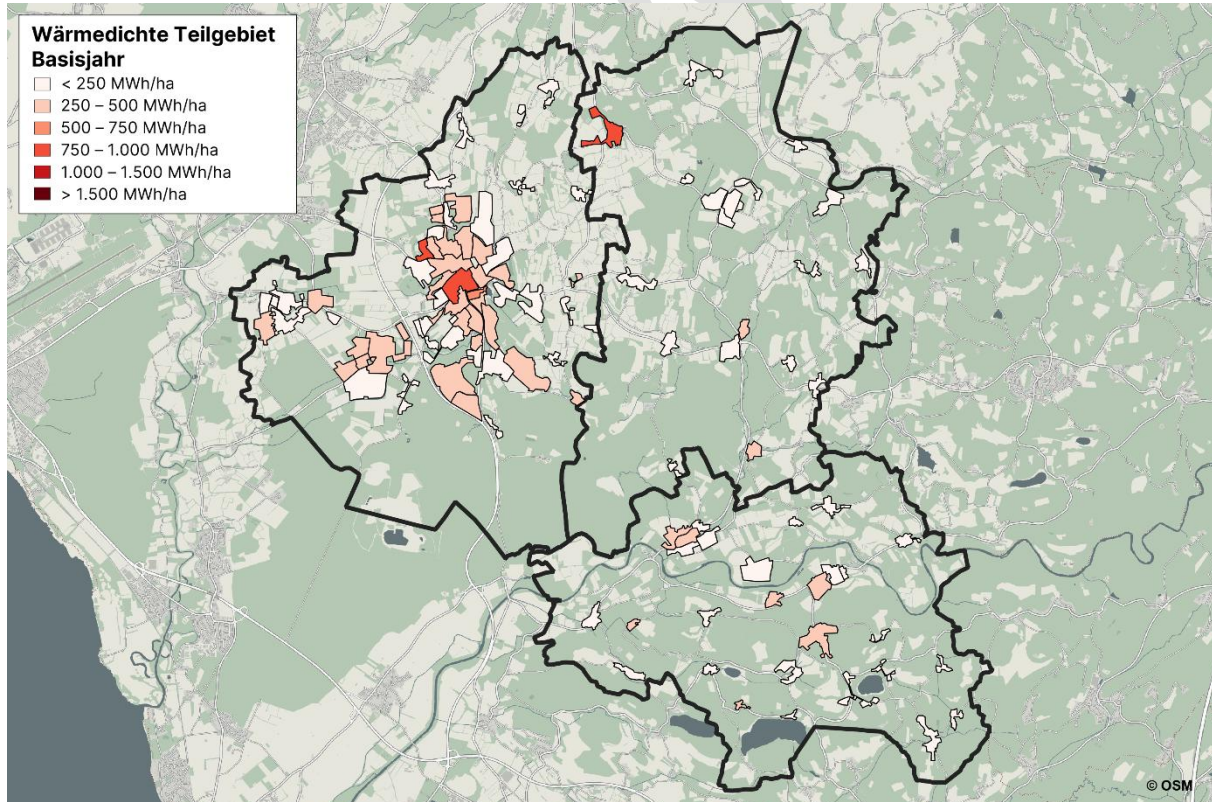 Wärmedichte Teilgebiet
Basisjahr
< 250 MWh/ha
250 – 500 MWh/ha
500 – 750 MWh/ha
750 – 1.000 MWh/ha
1.000 – 1.500 MWh/ha
> 1.500 MWh/ha
© OSM